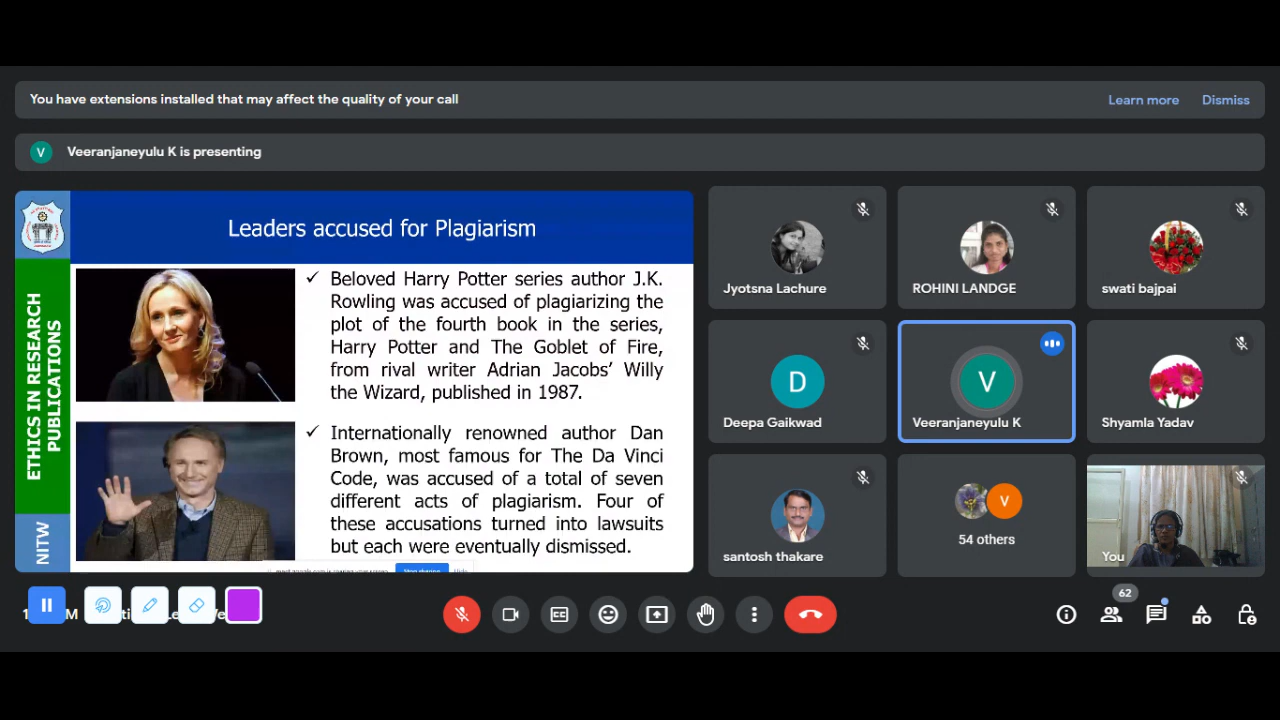 You have extensions installed that may affect the quality of your call
Learn more
Dismiss
V
Veeranjaneyulu K is presenting
Leaders accused for Plagiarism
ETHICS IN RESEARCH
PUBLICATIONS
NITW
✓ Beloved Harry Potter series author J.K.
Rowling was accused of plagiarizing the
plot of the fourth book in the series,
Harry Potter and The Goblet of Fire,
from rival writer Adrian Jacobs’ Willy
the Wizard, published in 1987.
✓ Internationally renowned author Dan
Brown, most famous for The Da Vinci
Code, was accused of a total of seven
different acts of plagiarism. Four of
these accusations turned into lawsuits
but each were eventually dismissed.
Stop sharing
Jyotsna Lachure
ROHINI LANDGE
swati bajpai
D
Deepa Gaikwad
V
Veeranjaneyulu K
Shyamla Yadav
santosh thakare
V
54 others
You
62